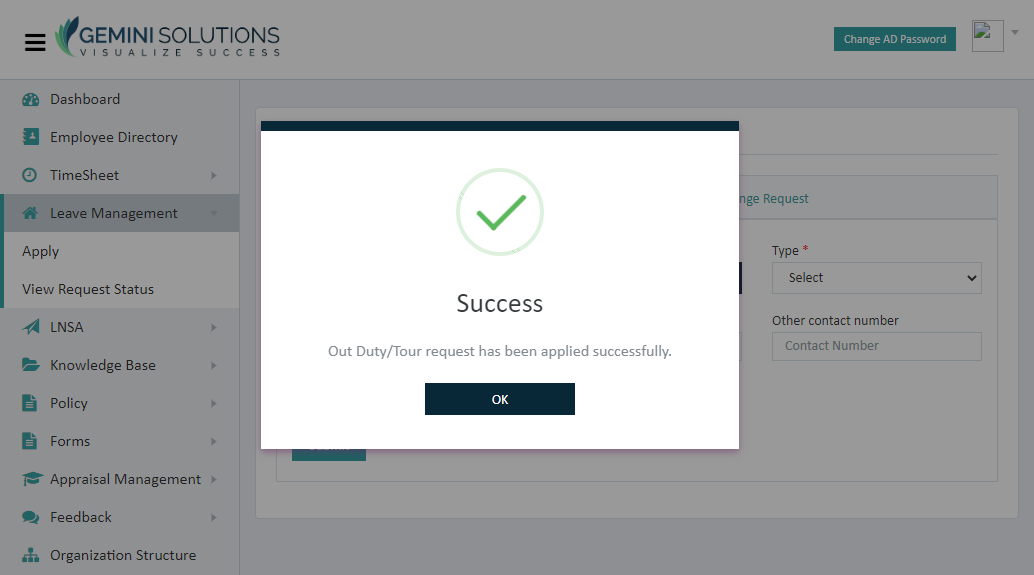 GEMINI SOLUTIONS
VISUALIZE SUCCESS
Change AD Password
Dashboard
Employee Directory
TimeSheet
Leave Management
Apply
View Request Status
LNSA
Knowledge Base
Policy
Forms
Appraisal Management
Feedback
Organization Structure
Request
Type *
Select
Other contact number
Contact Number
Success
Out Duty/Tour request has been applied successfully.
OK